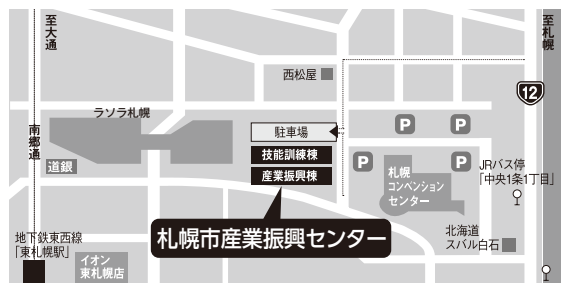 至大通
至札幌
西松屋
12
ラソラ札幌
駐車場
P
P
南郷通
技能訓練棟
P
P
道銀
産業振興棟
札幌
コンベンション
センター
JRバス停
「中央1条1丁目」
札幌市産業振興センター
北海道
スバル白石
地下鉄東西線
「東札幌駅」
イオン
東札幌店